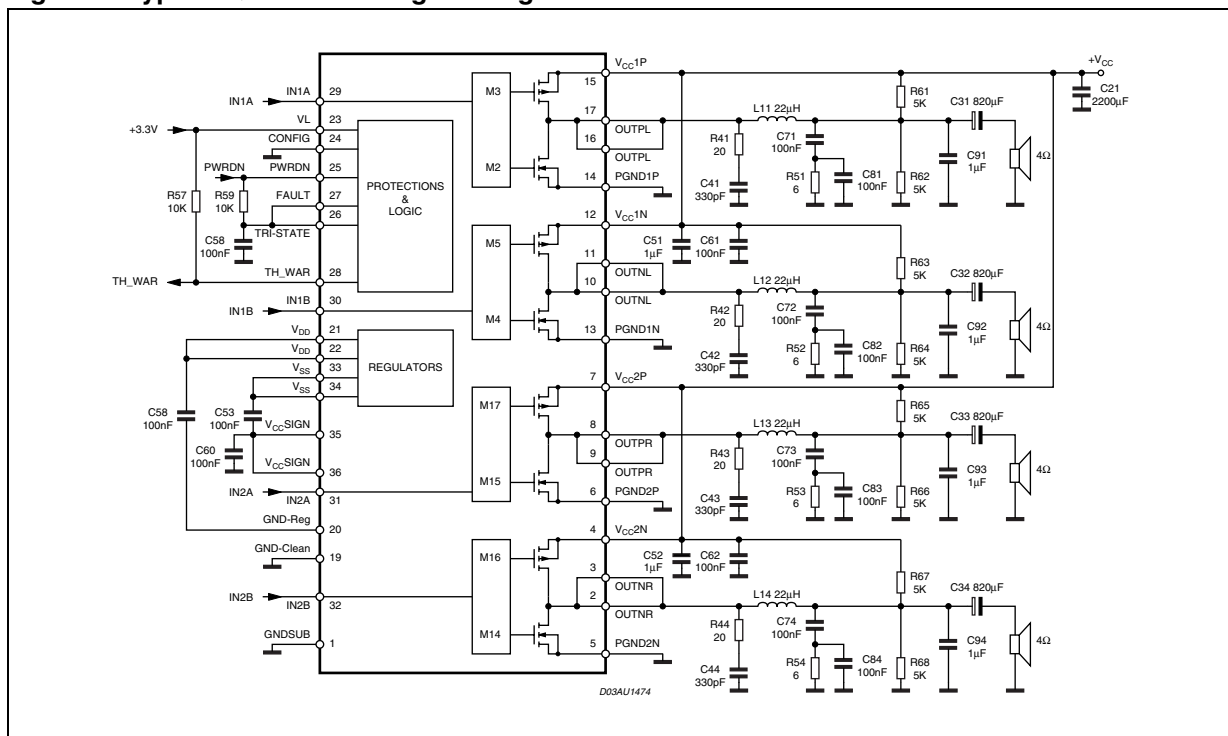 IN1A
29
VL
23
+3.3V
CONFIG
24
PWRDN
PWRDN
25
R57
10K
R59
10K
FAULT
27
26
TRI-STATE
C58
100nF
TH_WAR
TH_WAR
28
IN1B
30
PROTECTIONS
&
LOGIC
VDD
21
VDD
22
VSS
33
VSS
34
REGULATORS
C58
100nF
C53
100nF
VCCSIGN
35
C60
100nF
VCCSIGN
36
IN2A
IN2A
31
GND-Reg
20
GND-Clean
19
IN2B
IN2B
32
GNDSUB
1
M3
M2
M5
M4
M17
M15
M16
M14
VCC1P
15
17
OUTPL
16
OUTPL
14
PGND1P
12
VCC1N
11
OUTNL
10
OUTNL
13
PGND1N
7
VCC2P
8
OUTPR
9
OUTPR
6
PGND2P
4
VCC2N
3
OUTNR
2
OUTNR
5
PGND2N
+VCC
C21
2200µF
L11 22µH
R41
20
C41
330pF
C71
100nF
R51
6
C81
100nF
R61
5K
R62
5K
C31 820µF
C91
1µF
4Ω
C51
1µF
C61
100nF
L12 22µH
R42
20
C42
330pF
C72
100nF
R52
6
C82
100nF
R63
5K
R64
5K
C32 820µF
C92
1µF
4Ω
L13 22µH
R43
20
C43
330pF
C73
100nF
R53
6
C83
100nF
R65
5K
R66
5K
C33 820µF
C93
1µF
4Ω
C52
1µF
C62
100nF
L14 22µH
R44
20
C44
330pF
C74
100nF
R54
6
C84
100nF
R67
5K
R68
5K
C34 820µF
C94
1µF
4Ω
D03AU1474